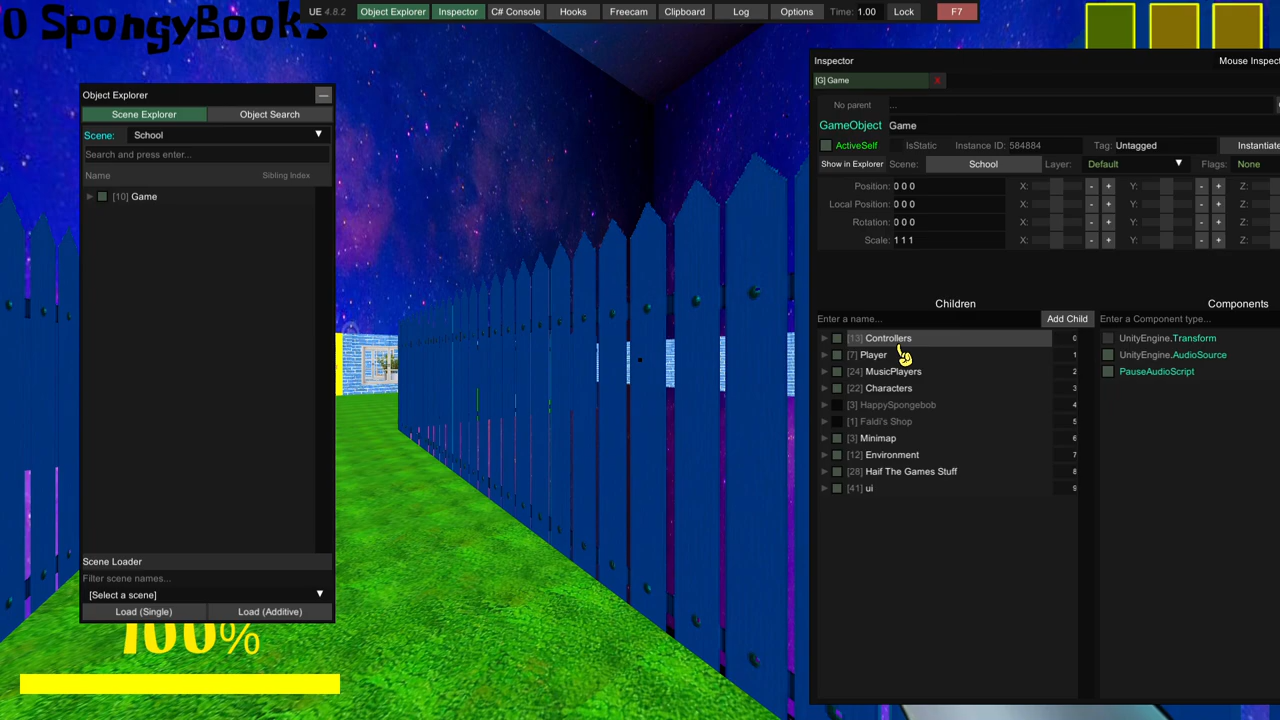 0 SpongyBooks
UE 4.8.2
Object Explorer
Inspector
C# Console
Hooks
Freecam
Clipboard
Log
Options
Time: 1.00
Lock
F7
Object Explorer
—
Scene Explorer
Object Search
Scene: School ▼
Search and press enter...
Name
Sibling Index
► [10] Game
Scene Loader
Filter scene names...
[Select a scene] ▼
Load (Single)
Load (Additive)
100%
Inspector
Mouse Inspect
[G] Game X
No parent ...
GameObject Game
ActiveSelf IsStatic Instance ID: 584884 Tag: Untagged Instantiate
Show in Explorer Scene: School Layer: Default ▼ Flags: None
Position: 0 0 0 X: - + Y: - + Z:
Local Position: 0 0 0 X: - + Y: - + Z:
Rotation: 0 0 0 X: - + Y: - + Z:
Scale: 1 1 1 X: - + Y: - + Z:
Children
Enter a name... Add Child
► [13] Controllers 0
► [7] Player 1
► [24] MusicPlayers 2
► [22] Characters 3
► [3] HappySpongebob 4
► [1] Faldi's Shop 5
► [3] Minimap 6
► [12] Environment 7
► [28] Haif The Games Stuff 8
► [41] ui 9
Components
Enter a Component type...
UnityEngine.Transform
UnityEngine.AudioSource
PauseAudioScript